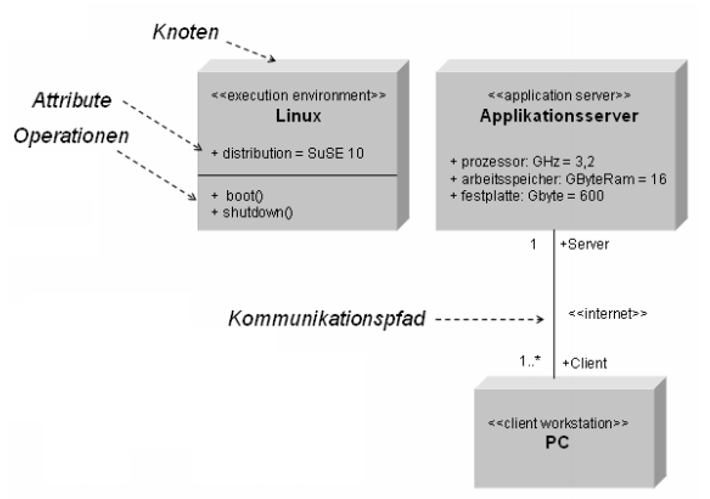 Knoten
Attribute
Operationen
<<execution environment>>
Linux
+ distribution = SuSE 10
+ boot()
+ shutdown()
<<application server>>
Applikationsserver
+ prozessor: GHz = 3,2
+ arbeitsspeicher: GByteRam = 16
+ festplatte: Gbyte = 600
1 +Server
Kommunikationspfad
<<internet>>
1..* +Client
<<client workstation>>
PC